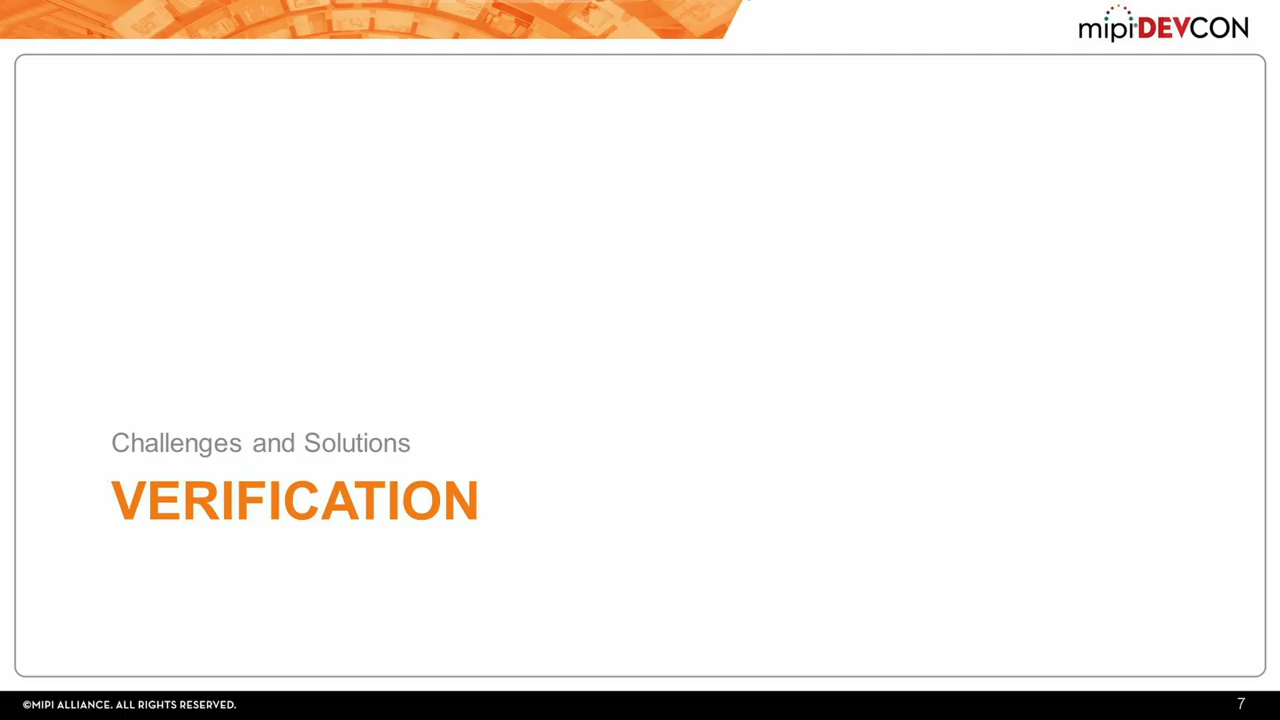 mipiDEVCON
Challenges and Solutions
VERIFICATION
©MIPI ALLIANCE. ALL RIGHTS RESERVED.
7